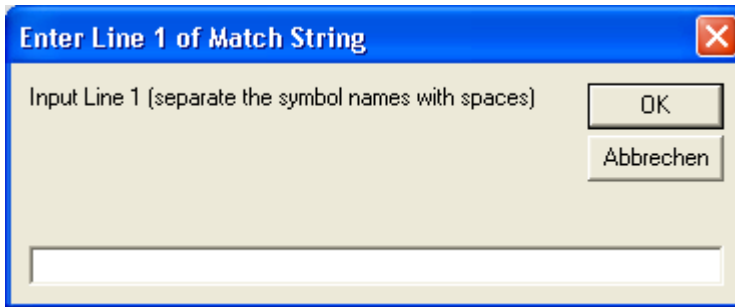 Enter Line 1 of Match String
Input Line 1 (separate the symbol names with spaces)
OK
Abbrechen